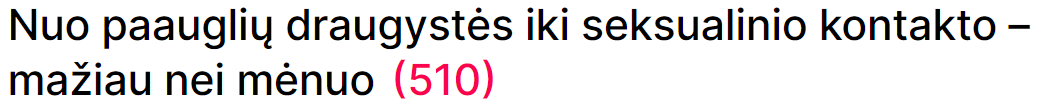 Nuo paauglių draugystės iki seksualinio kontakto –
mažiau nei mėnuo (510)